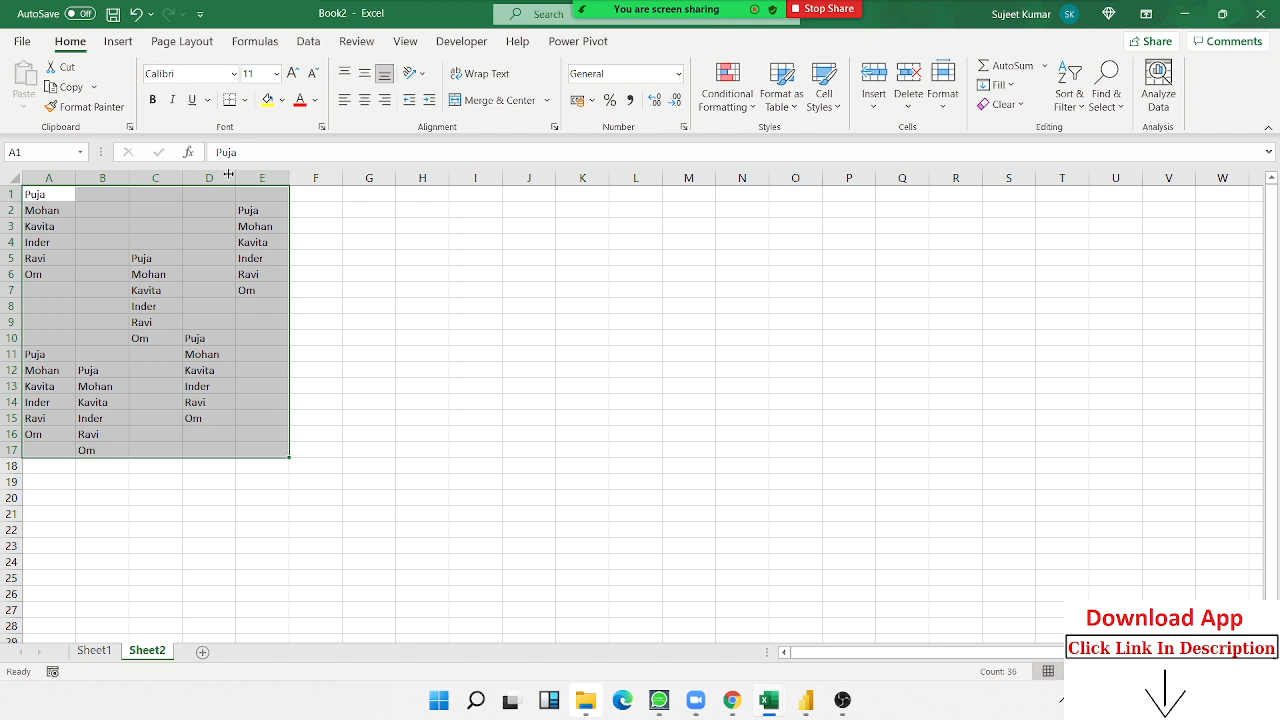 AutoSave Off Book2 - Excel Search You are screen sharing Stop Share Sujeet Kumar SK
File Home Insert Page Layout Formulas Data Review View Developer Help Power Pivot Share Comments
Paste Cut Copy Format Painter Clipboard
Calibri 11 B I U A Font
Wrap Text Merge & Center Alignment
General % Number
Conditional Formatting Format as Table Cell Styles Styles
Insert Delete Format Cells
AutoSum Fill Clear Sort & Filter Find & Select Editing
Analyze Data Analysis
A1 fx Puja
A B C D E F G H I J K L M N O P Q R S T U V W
1 Puja
2 Mohan Puja
3 Kavita Mohan
4 Inder Kavita
5 Ravi Puja Inder
6 Om Mohan Ravi
7 Kavita Om
8 Inder
9 Ravi
10 Om Puja
11 Puja Mohan
12 Mohan Puja Kavita
13 Kavita Mohan Inder
14 Inder Kavita Ravi
15 Ravi Inder Om
16 Om Ravi
17 Om
18
19
20
21
22
23
24
25
26
27
28
29
Download App
Click Link In Description
Sheet1 Sheet2
Ready Count: 36